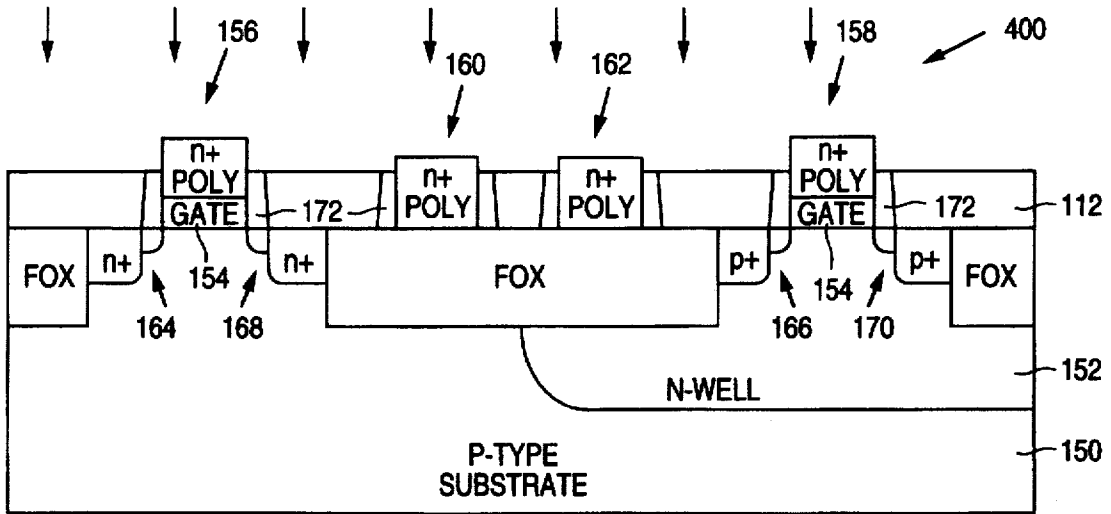 156
158
400
160
162
n+
POLY
GATE
n+
POLY
n+
POLY
n+
POLY
GATE
172
172
112
FOX
n+
154
n+
FOX
p+
154
p+
FOX
164
168
166
170
152
N-WELL
150
P-TYPE
SUBSTRATE